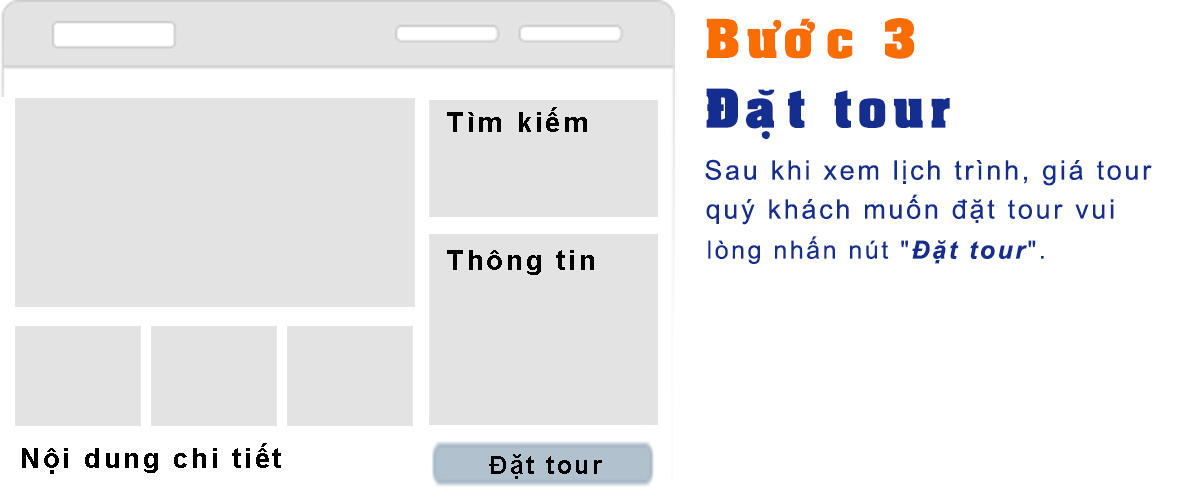 Tìm kiếm
Thông tin
Nội dung chi tiết
Đặt tour
Bước 3
Đặt tour
Sau khi xem lịch trình, giá tour
quý khách muốn đặt tour vui
lòng nhấn nút "Đặt tour".